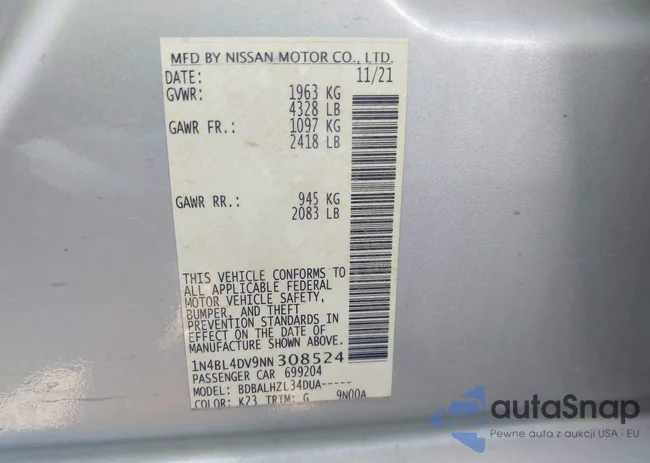 MFD BY NISSAN MOTOR CO., LTD.
DATE: 11/21
GVWR: 1963 KG
4328 LB
GAWR FR.: 1097 KG
2418 LB
GAWR RR.: 945 KG
2083 LB
THIS VEHICLE CONFORMS TO
ALL APPLICABLE FEDERAL
MOTOR VEHICLE SAFETY,
BUMPER, AND THEFT
PREVENTION STANDARDS IN
EFFECT ON THE DATE OF
MANUFACTURE SHOWN ABOVE.
1N4BL4DV9NN308524
PASSENGER CAR 699204
MODEL: BDBALHZL34DUA-----
COLOR: K23 TRIM: G 9N00A
autaSnap
Pewne auta z aukcji USA i EU